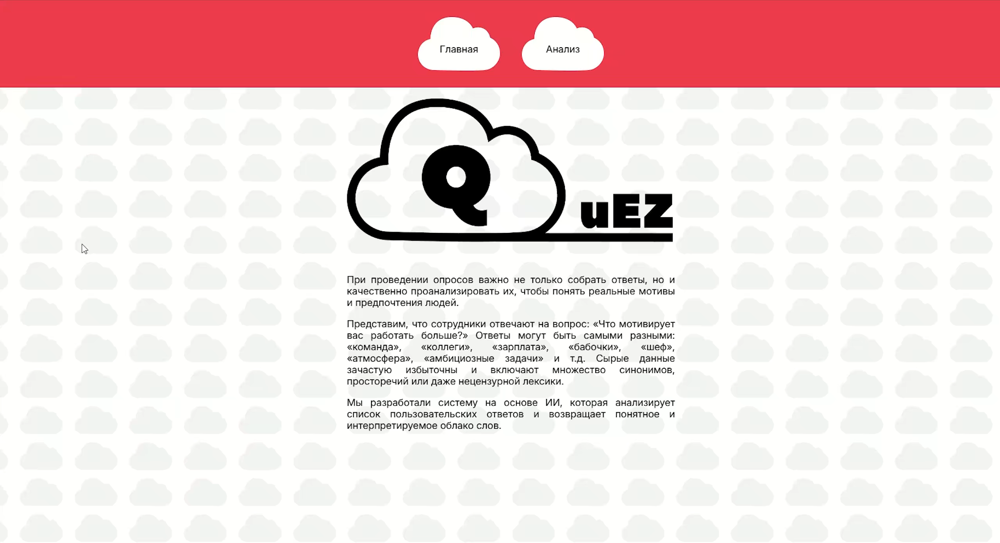 Главная
Анализ
Q
uEZ
При проведении опросов важно не только собрать ответы, но и
качественно проанализировать их, чтобы понять реальные мотивы
и предпочтения людей.
Представим, что сотрудники отвечают на вопрос: «Что мотивирует
вас работать больше?» Ответы могут быть самыми разными:
«команда», «коллеги», «зарплата», «бабочки», «шеф»,
«атмосфера», «амбициозные задачи» и т.д. Сырые данные
зачастую избыточны и включают множество синонимов,
просторечий или даже нецензурной лексики.
Мы разработали систему на основе ИИ, которая анализирует
список пользовательских ответов и возвращает понятное и
интерпретируемое облако слов.